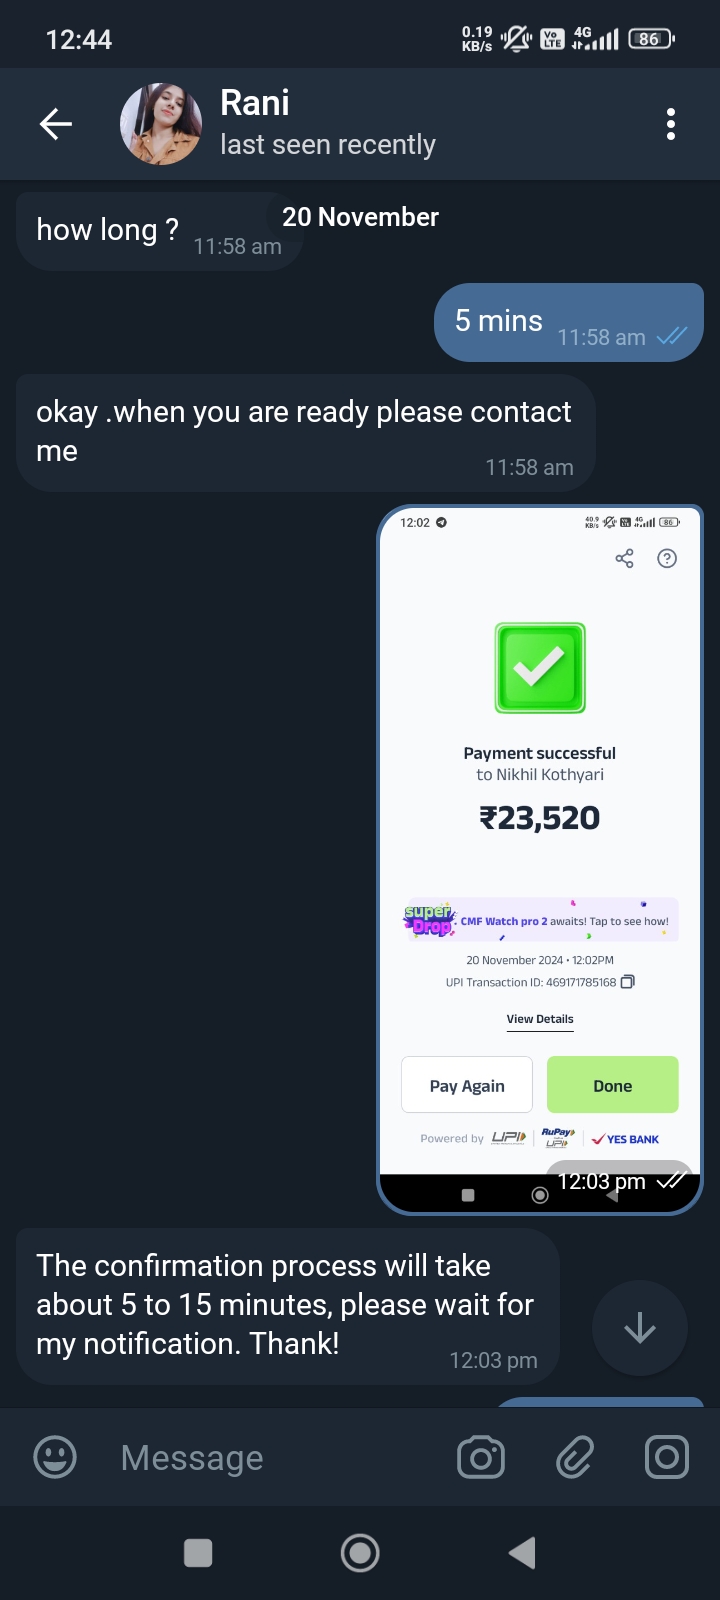 12:44
0.19 KB/s
Vo LTE
4G
86
Rani
last seen recently
20 November
how long ?
11:58 am
5 mins
11:58 am
okay .when you are ready please contact
me
11:58 am
12:02
40.9 KB/s
4G
86
Payment successful
to Nikhil Kothyari
₹23,520
super Drop
CMF Watch pro 2 awaits! Tap to see how!
20 November 2024 • 12:02PM
UPI Transaction ID: 469171785168
View Details
Pay Again
Done
Powered by UPI RuPay UPI YES BANK
12:03 pm
The confirmation process will take
about 5 to 15 minutes, please wait for
my notification. Thank!
12:03 pm
Message